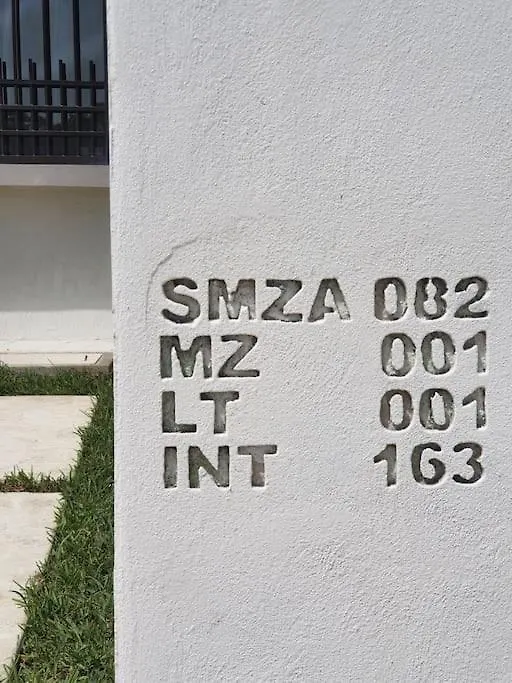 SMZA 082
MZ 001
LT 001
INT 163